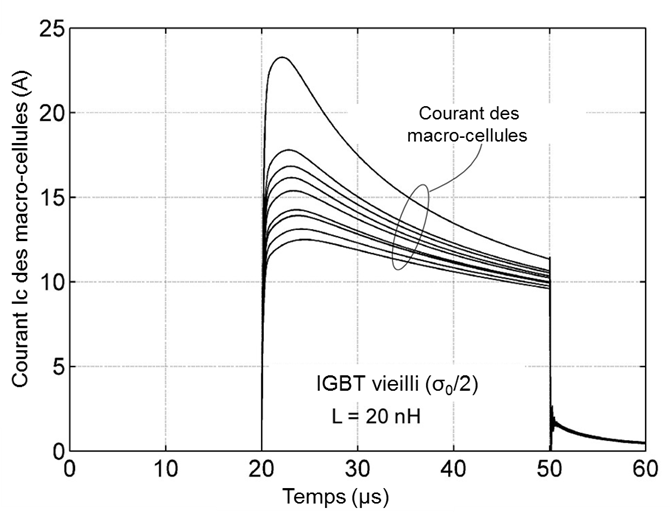 25
20
15
10
5
0
Courant Ic des macro-cellules (A)
Courant des
macro-cellules
IGBT vieilli (σ₀/2)
L = 20 nH
0 10 20 30 40 50 60
Temps (µs)